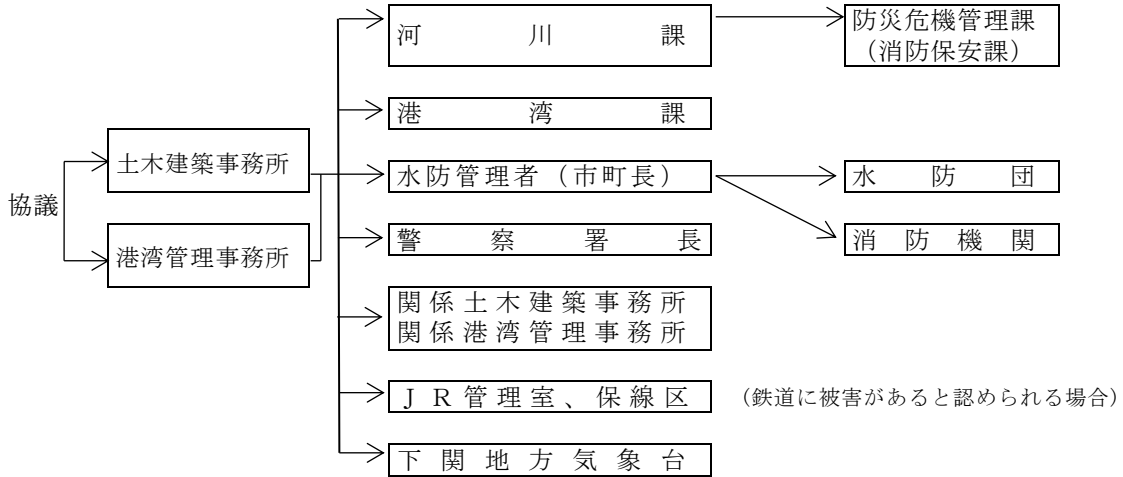 協議
土木建築事務所
港湾管理事務所
河川課
港湾課
水防管理者（市町長）
警察署長
関係土木建築事務所
関係港湾管理事務所
ＪＲ管理室、保線区
（鉄道に被害があると認められる場合）
下関地方気象台
防災危機管理課
（消防保安課）
水防団
消防機関